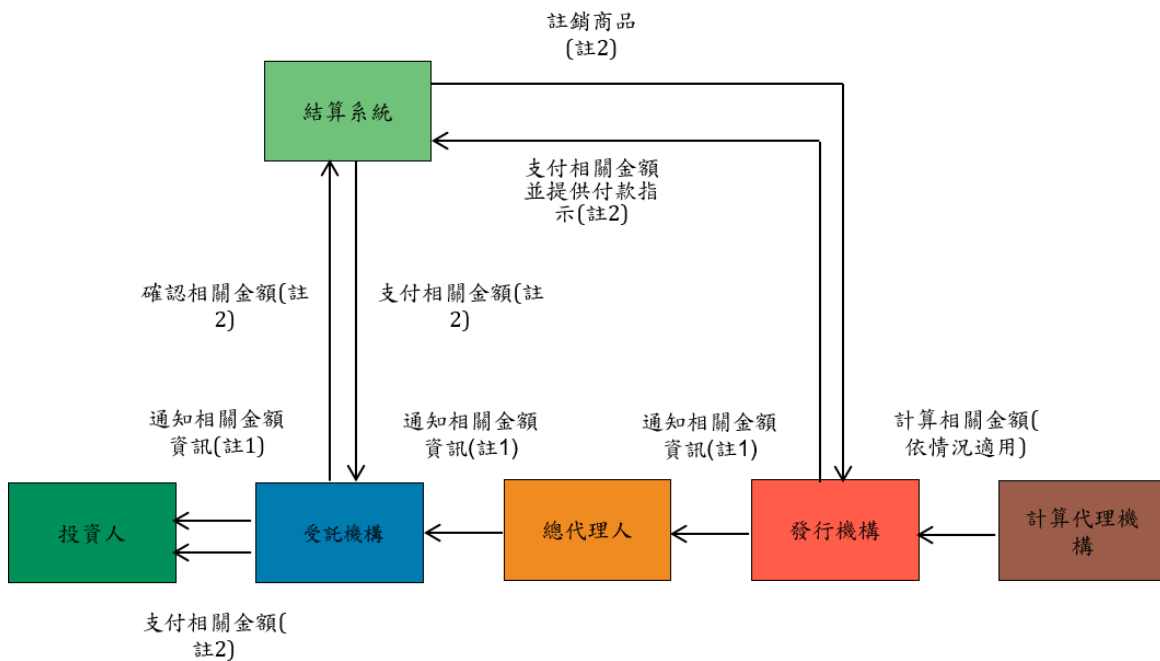 註銷商品
(註2)
結算系統
支付相關金額
並提供付款指
示(註2)
確認相關金額(註
2)
支付相關金額(註
2)
通知相關金額
資訊(註1)
通知相關金額
資訊(註1)
通知相關金額
資訊(註1)
計算相關金額(
依情況適用)
投資人
受託機構
總代理人
發行機構
計算代理機
構
支付相關金額(
註2)